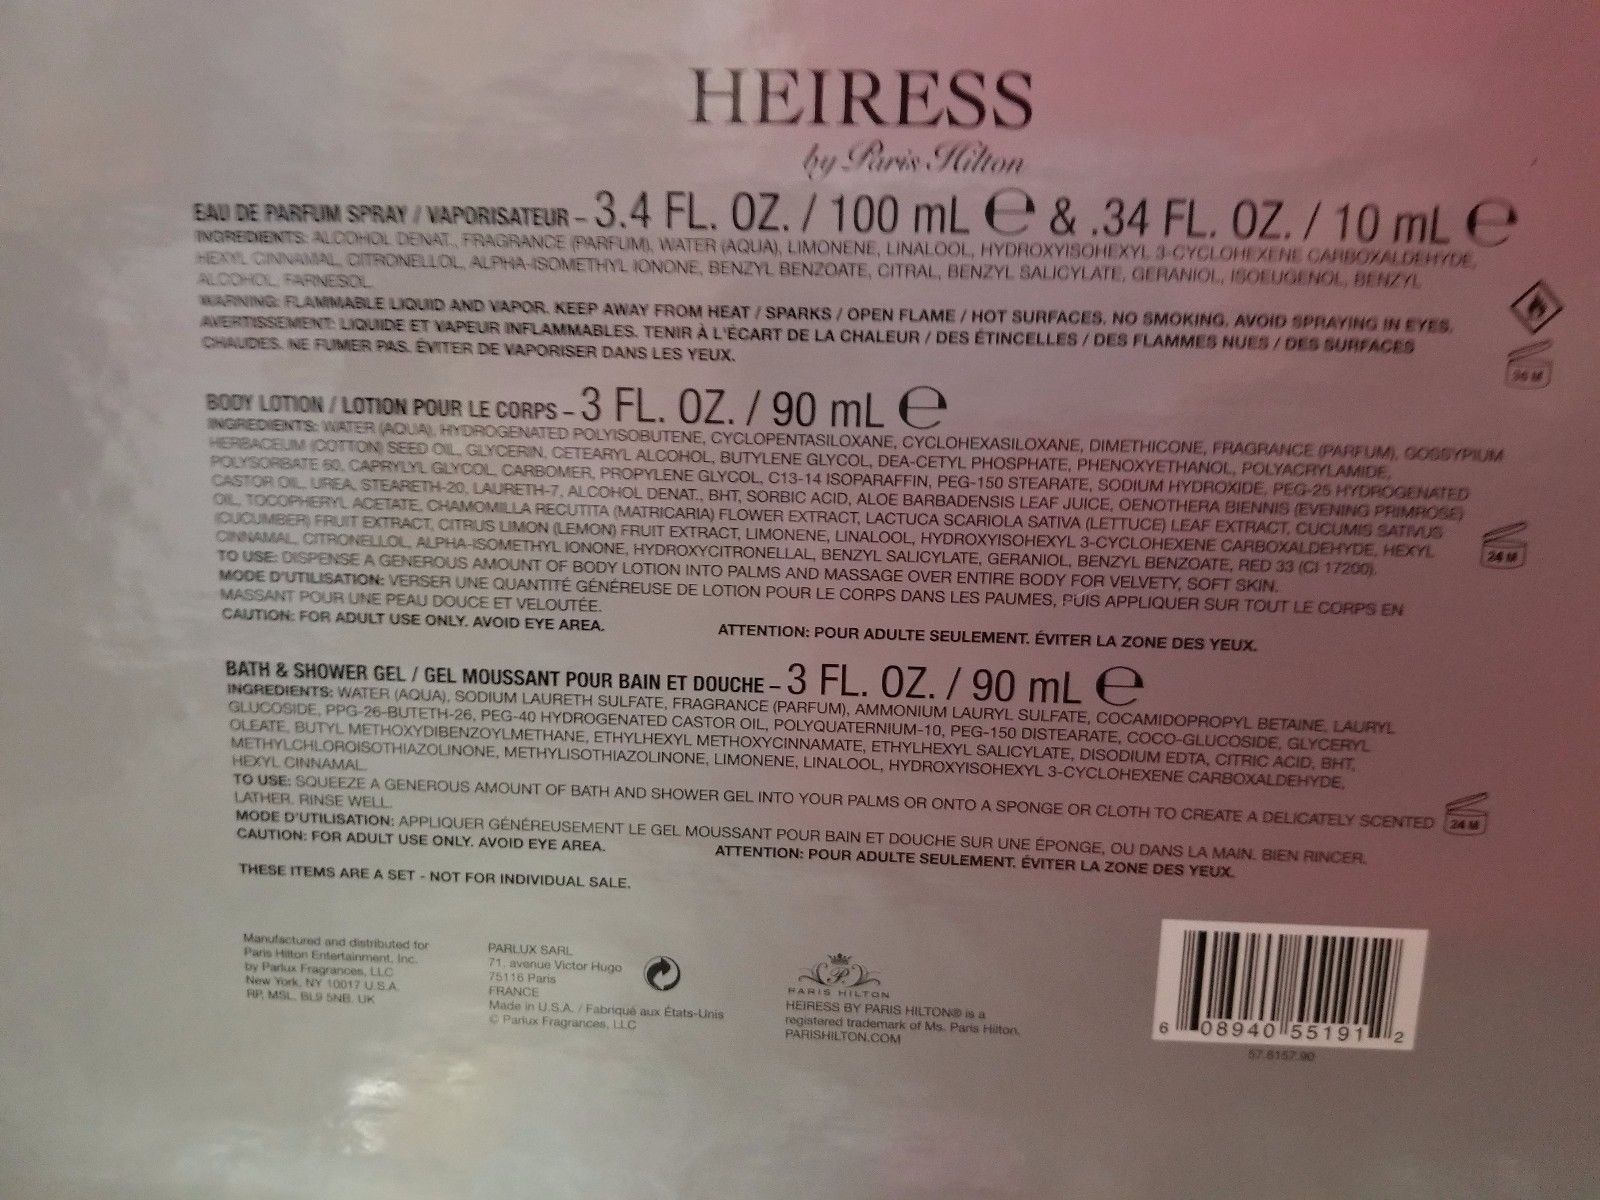 HEIRESS
by Paris Hilton
EAU DE PARFUM SPRAY / VAPORISATEUR – 3.4 FL. OZ. / 100 mL ℮ & .34 FL. OZ. / 10 mL ℮
INGREDIENTS: ALCOHOL DENAT., FRAGRANCE (PARFUM), WATER (AQUA), LIMONENE, LINALOOL, HYDROXYISOHEXYL 3-CYCLOHEXENE CARBOXALDEHYDE,
HEXYL CINNAMAL, CITRONELLOL, ALPHA-ISOMETHYL IONONE, BENZYL BENZOATE, CITRAL, BENZYL SALICYLATE, GERANIOL, ISOEUGENOL, BENZYL
ALCOHOL, FARNESOL.
WARNING: FLAMMABLE LIQUID AND VAPOR. KEEP AWAY FROM HEAT / SPARKS / OPEN FLAME / HOT SURFACES. NO SMOKING. AVOID SPRAYING IN EYES.
AVERTISSEMENT: LIQUIDE ET VAPEUR INFLAMMABLES. TENIR À L'ÉCART DE LA CHALEUR / DES ÉTINCELLES / DES FLAMMES NUES / DES SURFACES
CHAUDES. NE FUMER PAS. ÉVITER DE VAPORISER DANS LES YEUX.
36 M
BODY LOTION / LOTION POUR LE CORPS – 3 FL. OZ. / 90 mL ℮
INGREDIENTS: WATER (AQUA), HYDROGENATED POLYISOBUTENE, CYCLOPENTASILOXANE, CYCLOHEXASILOXANE, DIMETHICONE, FRAGRANCE (PARFUM), GOSSYPIUM
HERBACEUM (COTTON) SEED OIL, GLYCERIN, CETEARYL ALCOHOL, BUTYLENE GLYCOL, DEA-CETYL PHOSPHATE, PHENOXYETHANOL, POLYACRYLAMIDE,
POLYSORBATE 60, CAPRYLYL GLYCOL, CARBOMER, PROPYLENE GLYCOL, C13-14 ISOPARAFFIN, PEG-150 STEARATE, SODIUM HYDROXIDE, PEG-25 HYDROGENATED
CASTOR OIL, UREA, STEARETH-20, LAURETH-7, ALCOHOL DENAT., BHT, SORBIC ACID, ALOE BARBADENSIS LEAF JUICE, OENOTHERA BIENNIS (EVENING PRIMROSE)
OIL, TOCOPHERYL ACETATE, CHAMOMILLA RECUTITA (MATRICARIA) FLOWER EXTRACT, LACTUCA SCARIOLA SATIVA (LETTUCE) LEAF EXTRACT, CUCUMIS SATIVUS
(CUCUMBER) FRUIT EXTRACT, CITRUS LIMON (LEMON) FRUIT EXTRACT, LIMONENE, LINALOOL, HYDROXYISOHEXYL 3-CYCLOHEXENE CARBOXALDEHYDE, HEXYL
CINNAMAL, CITRONELLOL, ALPHA-ISOMETHYL IONONE, HYDROXYCITRONELLAL, BENZYL SALICYLATE, GERANIOL, BENZYL BENZOATE, RED 33 (CI 17200).
TO USE: DISPENSE A GENEROUS AMOUNT OF BODY LOTION INTO PALMS AND MASSAGE OVER ENTIRE BODY FOR VELVETY, SOFT SKIN.
MODE D'UTILISATION: VERSER UNE QUANTITÉ GÉNÉREUSE DE LOTION POUR LE CORPS DANS LES PAUMES, PUIS APPLIQUER SUR TOUT LE CORPS EN
MASSANT POUR UNE PEAU DOUCE ET VELOUTÉE.
CAUTION: FOR ADULT USE ONLY. AVOID EYE AREA. ATTENTION: POUR ADULTE SEULEMENT. ÉVITER LA ZONE DES YEUX.
24 M
BATH & SHOWER GEL / GEL MOUSSANT POUR BAIN ET DOUCHE – 3 FL. OZ. / 90 mL ℮
INGREDIENTS: WATER (AQUA), SODIUM LAURETH SULFATE, FRAGRANCE (PARFUM), AMMONIUM LAURYL SULFATE, COCAMIDOPROPYL BETAINE, LAURYL
GLUCOSIDE, PPG-26-BUTETH-26, PEG-40 HYDROGENATED CASTOR OIL, POLYQUATERNIUM-10, PEG-150 DISTEARATE, COCO-GLUCOSIDE, GLYCERYL
OLEATE, BUTYL METHOXYDIBENZOYLMETHANE, ETHYLHEXYL METHOXYCINNAMATE, ETHYLHEXYL SALICYLATE, DISODIUM EDTA, CITRIC ACID, BHT,
METHYLCHLOROISOTHIAZOLINONE, METHYLISOTHIAZOLINONE, LIMONENE, LINALOOL, HYDROXYISOHEXYL 3-CYCLOHEXENE CARBOXALDEHYDE,
HEXYL CINNAMAL.
TO USE: SQUEEZE A GENEROUS AMOUNT OF BATH AND SHOWER GEL INTO YOUR PALMS OR ONTO A SPONGE OR CLOTH TO CREATE A DELICATELY SCENTED
LATHER. RINSE WELL.
MODE D'UTILISATION: APPLIQUER GÉNÉREUSEMENT LE GEL MOUSSANT POUR BAIN ET DOUCHE SUR UNE ÉPONGE, OU DANS LA MAIN. BIEN RINCER.
CAUTION: FOR ADULT USE ONLY. AVOID EYE AREA. ATTENTION: POUR ADULTE SEULEMENT. ÉVITER LA ZONE DES YEUX.
24 M
THESE ITEMS ARE A SET - NOT FOR INDIVIDUAL SALE.
Manufactured and distributed for
Paris Hilton Entertainment, Inc.
by Parlux Fragrances, LLC
New York, NY 10017 U.S.A.
RP, MSL, BL9 5NB, UK
PARLUX SARL
71, avenue Victor Hugo
75116 Paris
FRANCE
Made in U.S.A. / Fabriqué aux États-Unis
© Parlux Fragrances, LLC
P
PARIS HILTON
HEIRESS BY PARIS HILTON® is a
registered trademark of Ms. Paris Hilton.
PARISHILTON.COM
6 08940 55191 2
57.8157.90